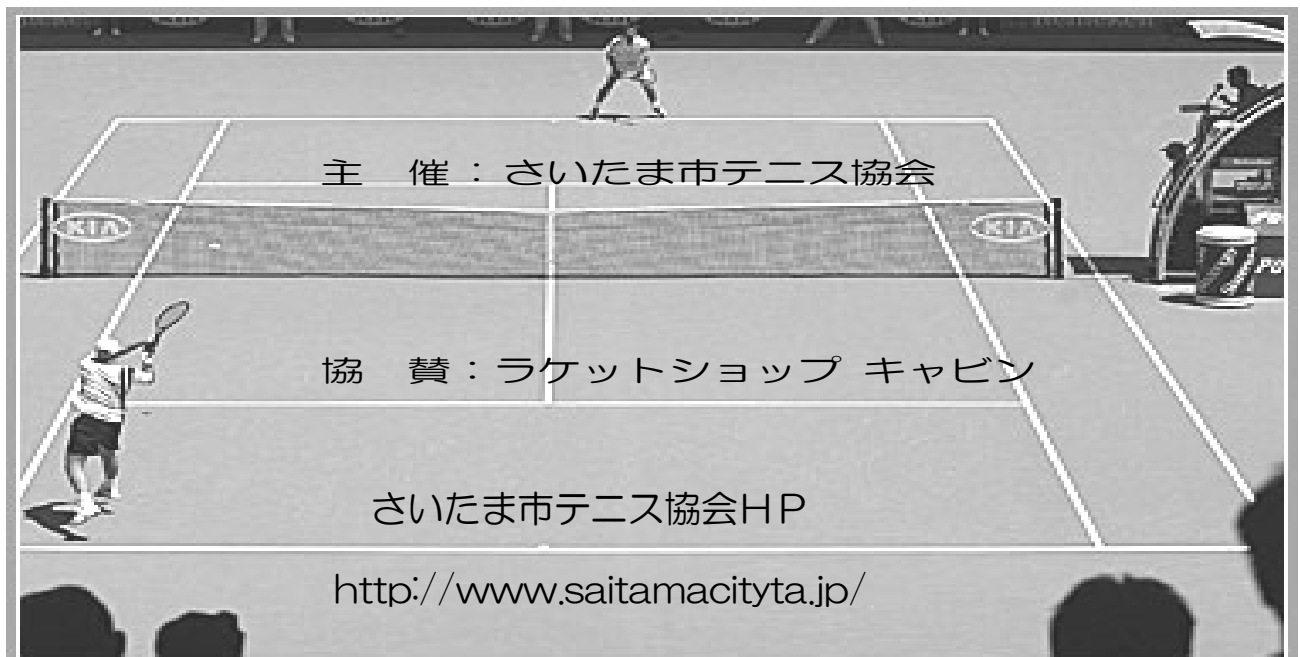 主　催：さいたま市テニス協会
KIA
KIA
協　賛：ラケットショップ キャビン
さいたま市テニス協会ＨＰ
http://www.saitamacityta.jp/